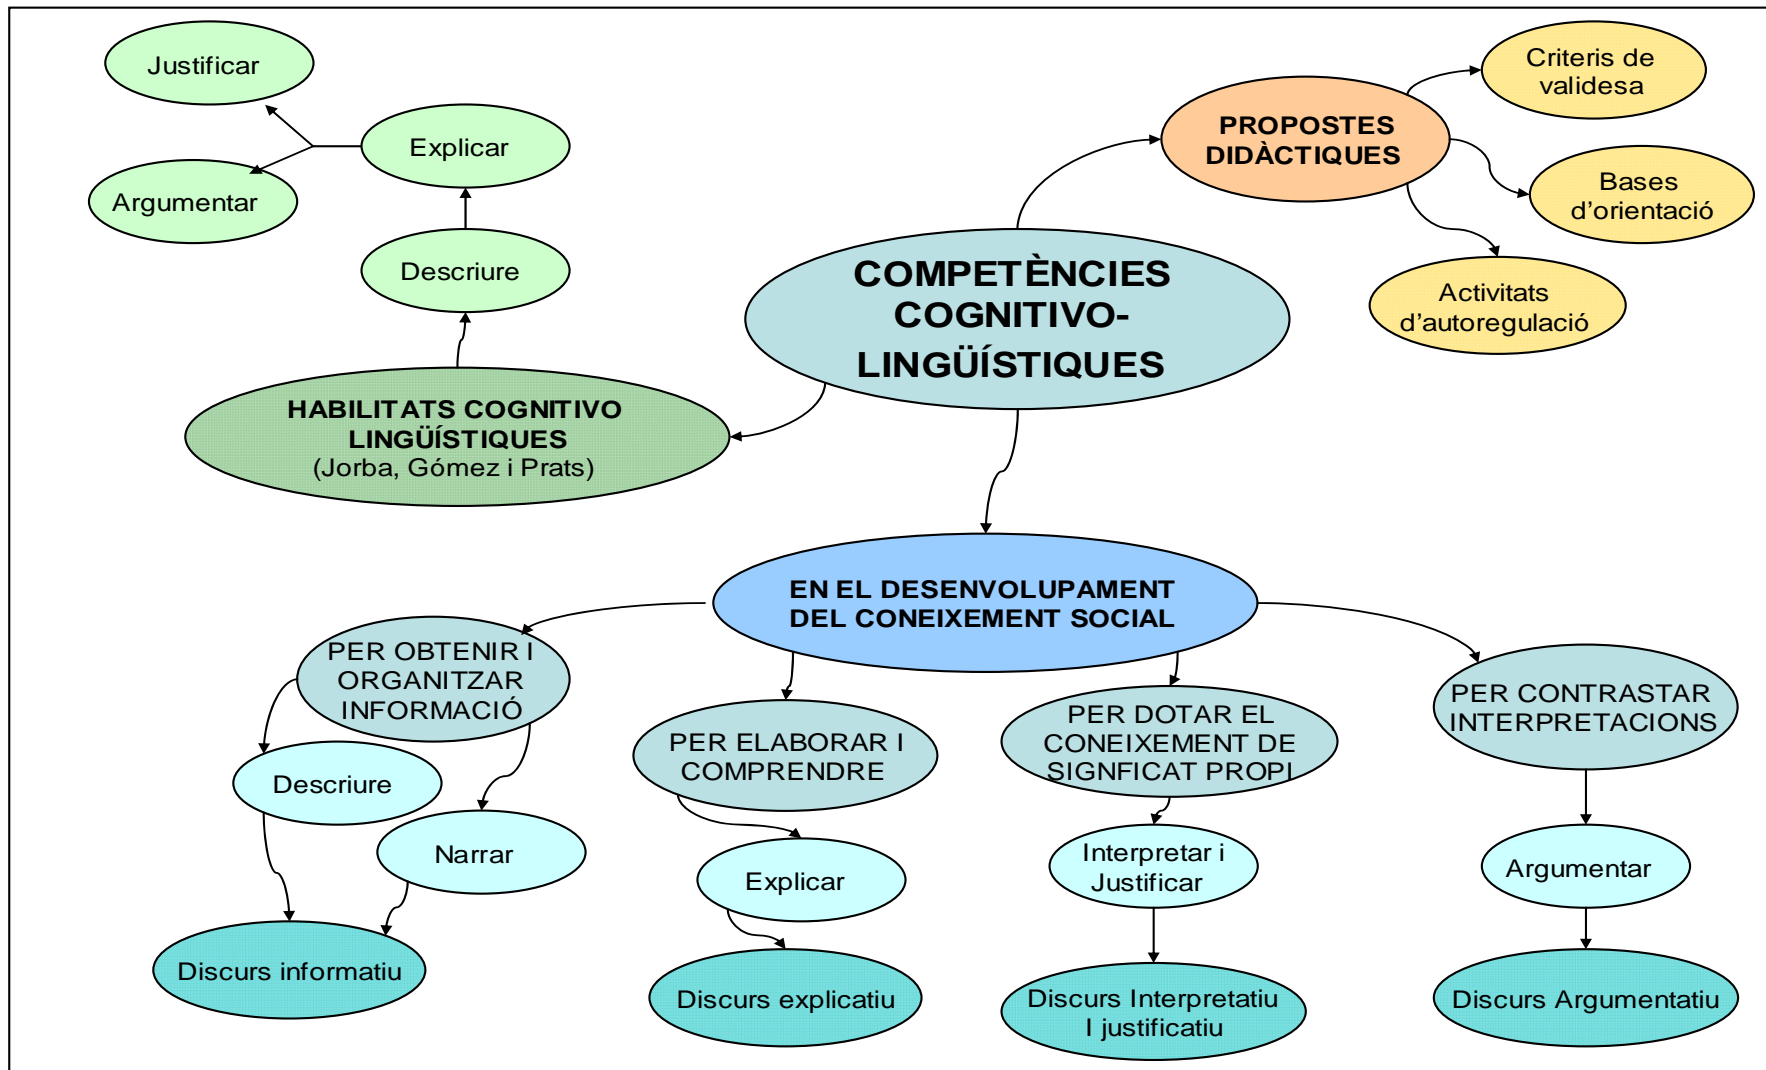 Justificar
Explicar
Argumentar
Descriure
HABILITATS COGNITIVO
LINGÜÍSTIQUES
(Jorba, Gómez i Prats)
COMPETÈNCIES
COGNITIVO-
LINGÜÍSTIQUES
PROPOSTES
DIDÀCTIQUES
Criteris de
validesa
Bases
d'orientació
Activitats
d'autoregulació
EN EL DESENVOLUPAMENT
DEL CONEIXEMENT SOCIAL
PER OBTENIR I
ORGANITZAR
INFORMACIÓ
Descriure
Narrar
Discurs informatiu
PER ELABORAR I
COMPRENDRE
Explicar
Discurs explicatiu
PER DOTAR EL
CONEIXEMENT DE
SIGNFICAT PROPI
Interpretar i
Justificar
Discurs Interpretatiu
I justificatiu
PER CONTRASTAR
INTERPRETACIONS
Argumentar
Discurs Argumentatiu